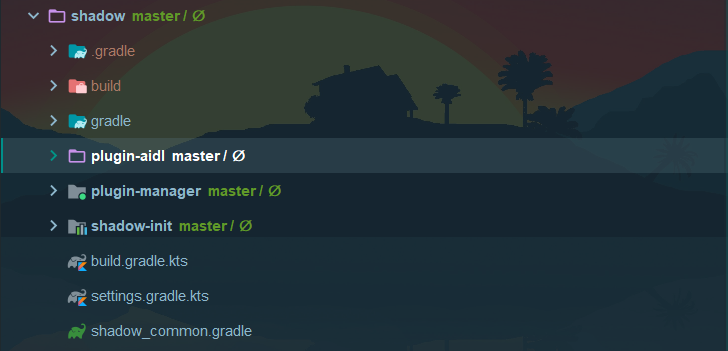 shadow master / Ø
.gradle
build
gradle
plugin-aidl master / Ø
plugin-manager master / Ø
shadow-init master / Ø
build.gradle.kts
settings.gradle.kts
shadow_common.gradle